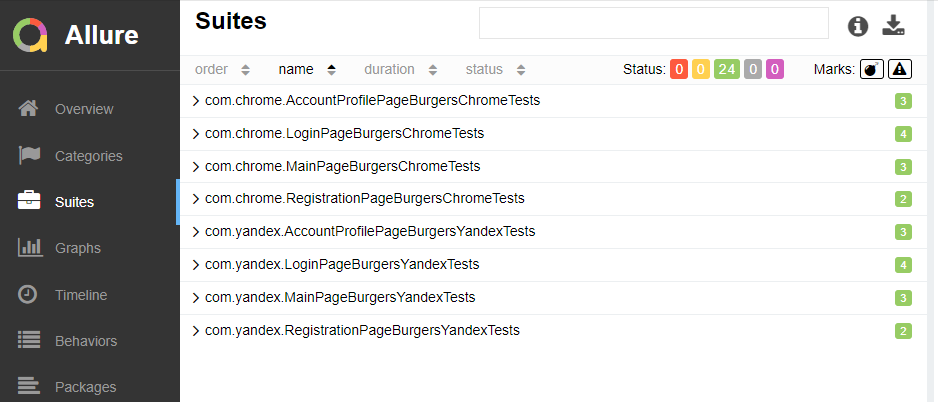 Allure
Suites
order name duration status Status: 0 0 24 0 0 Marks:
Overview
Categories
Suites
Graphs
Timeline
Behaviors
Packages
com.chrome.AccountProfilePageBurgersChromeTests 3
com.chrome.LoginPageBurgersChromeTests 4
com.chrome.MainPageBurgersChromeTests 3
com.chrome.RegistrationPageBurgersChromeTests 2
com.yandex.AccountProfilePageBurgersYandexTests 3
com.yandex.LoginPageBurgersYandexTests 4
com.yandex.MainPageBurgersYandexTests 3
com.yandex.RegistrationPageBurgersYandexTests 2